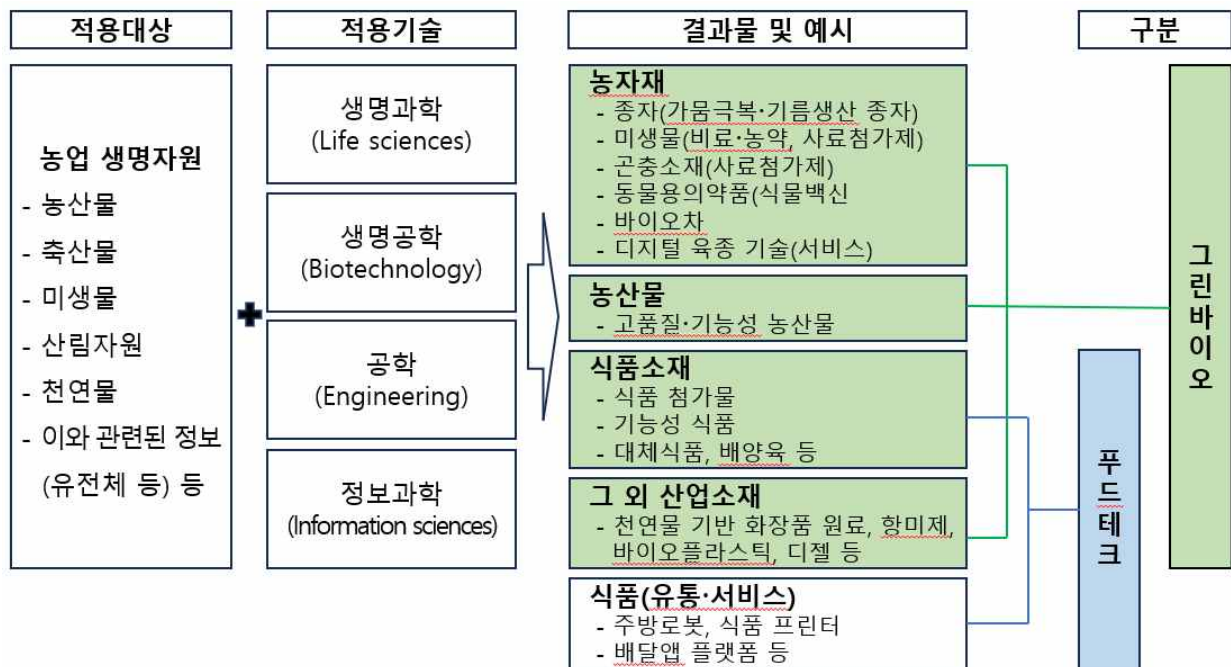 적용대상
농업 생명자원
- 농산물
- 축산물
- 미생물
- 산림자원
- 천연물
- 이와 관련된 정보
(유전체 등) 등
적용기술
생명과학
(Life sciences)
생명공학
(Biotechnology)
공학
(Engineering)
정보과학
(Information sciences)
결과물 및 예시
농자재
- 종자(가뭄극복·기름생산 종자)
- 미생물(비료·농약, 사료첨가제)
- 곤충소재(사료첨가제)
- 동물용의약품(식물백신
- 바이오차
- 디지털 육종 기술(서비스)
농산물
- 고품질·기능성 농산물
식품소재
- 식품 첨가물
- 기능성 식품
- 대체식품, 배양육 등
그 외 산업소재
- 천연물 기반 화장품 원료, 항미제,
바이오플라스틱, 디젤 등
식품(유통·서비스)
- 주방로봇, 식품 프린터
- 배달앱 플랫폼 등
구분
그린바이오
푸드테크